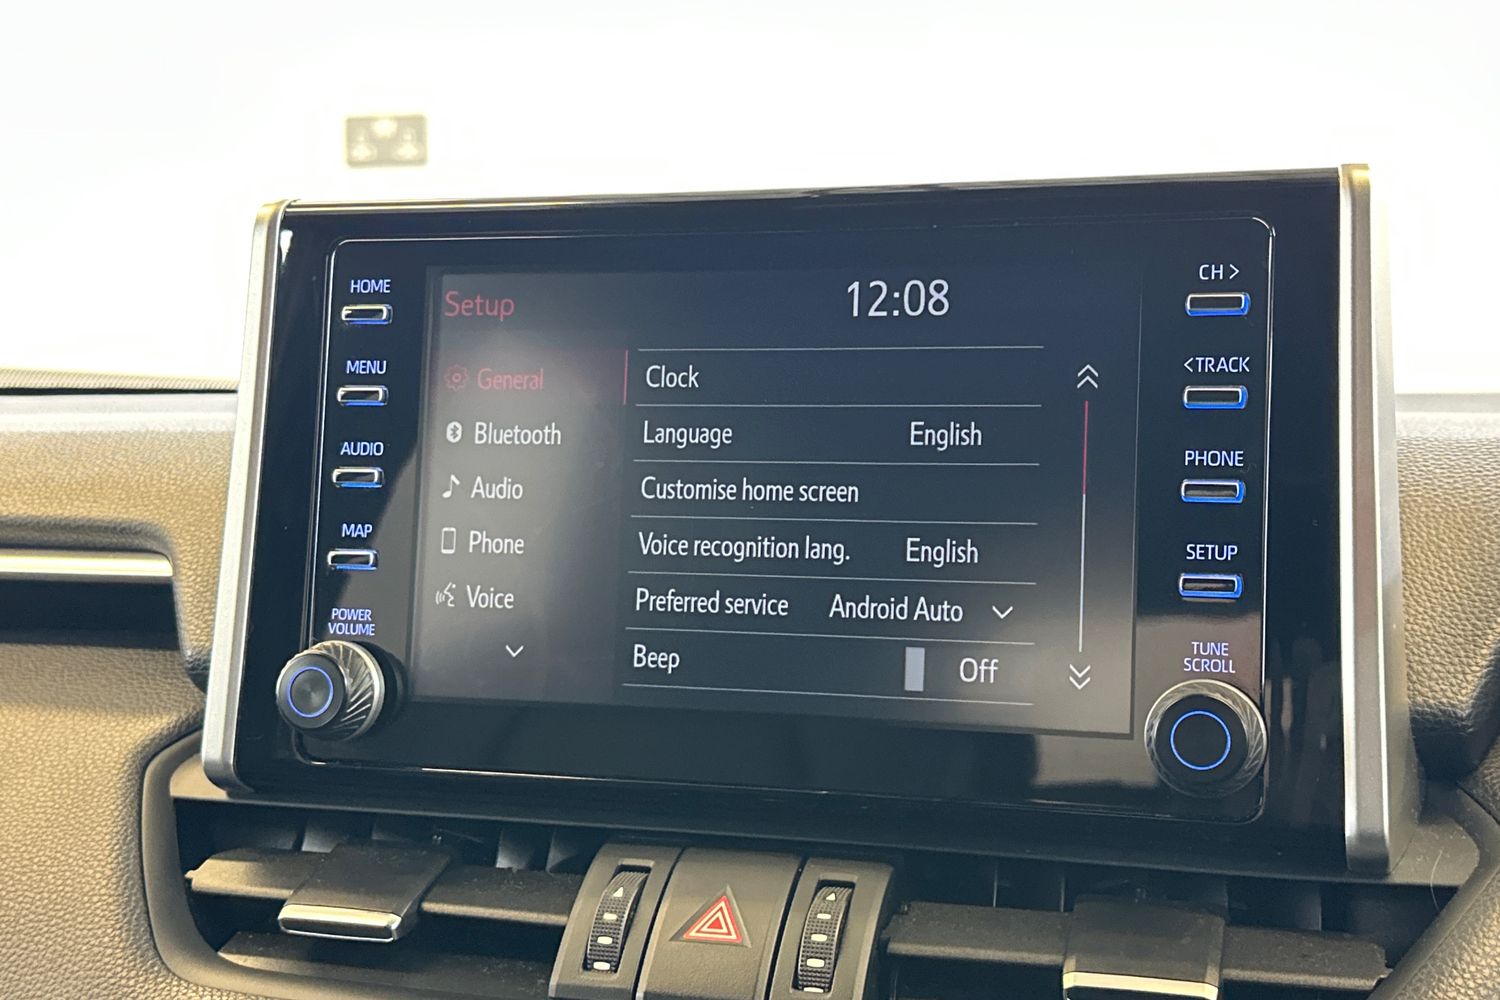 HOME
MENU
AUDIO
MAP
POWER
VOLUME
Setup
12:08
General
Bluetooth
Audio
Phone
Voice
Clock
Language English
Customise home screen
Voice recognition lang. English
Preferred service Android Auto
Beep Off
CH >
< TRACK
PHONE
SETUP
TUNE
SCROLL